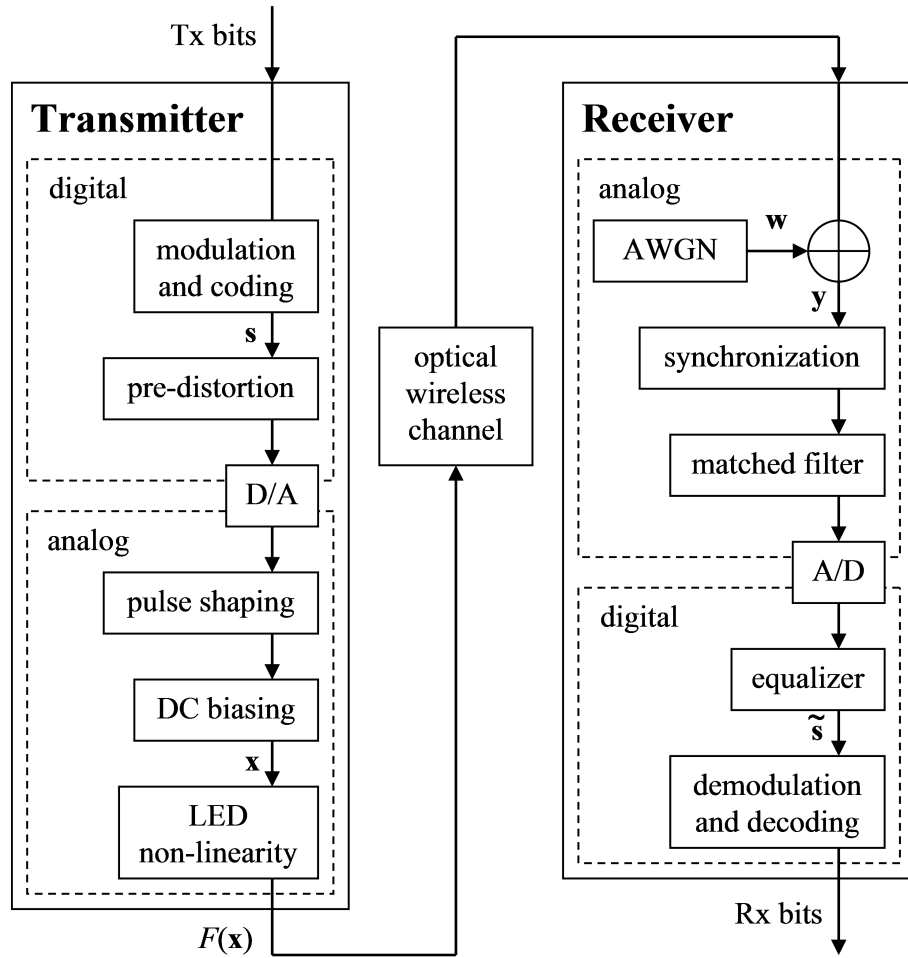 Tx bits
Transmitter
digital
modulation
and coding
s
pre-distortion
D/A
analog
pulse shaping
DC biasing
x
LED
non-linearity
F(x)
optical
wireless
channel
Receiver
analog
AWGN
w
y
synchronization
matched filter
A/D
digital
equalizer
s̃
demodulation
and decoding
Rx bits